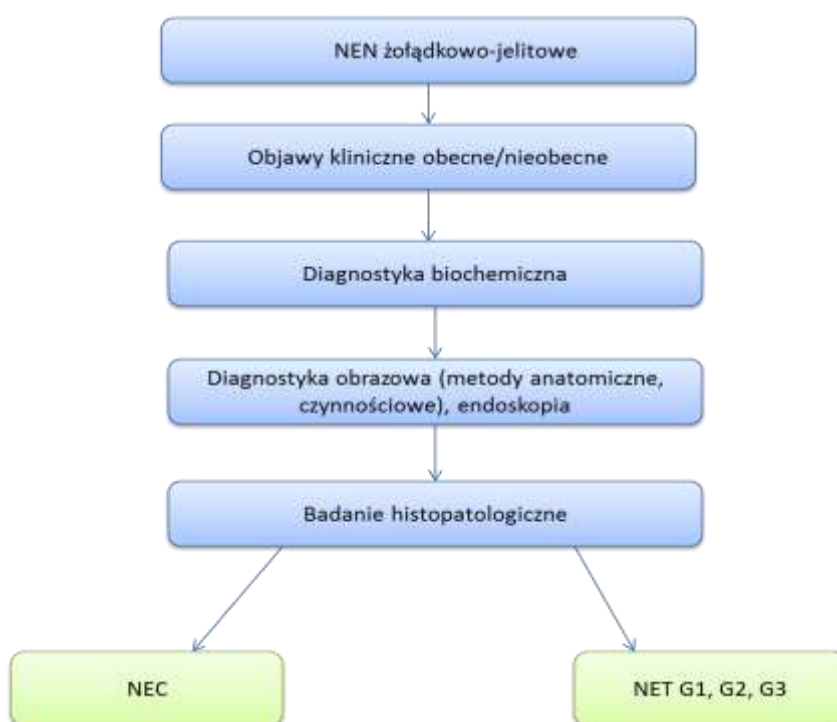 NEN żołądkowo-jelitowe
Objawy kliniczne obecne/nieobecne
Diagnostyka biochemiczna
Diagnostyka obrazowa (metody anatomiczne,
czynnościowe), endoskopia
Badanie histopatologiczne
NEC
NET G1, G2, G3